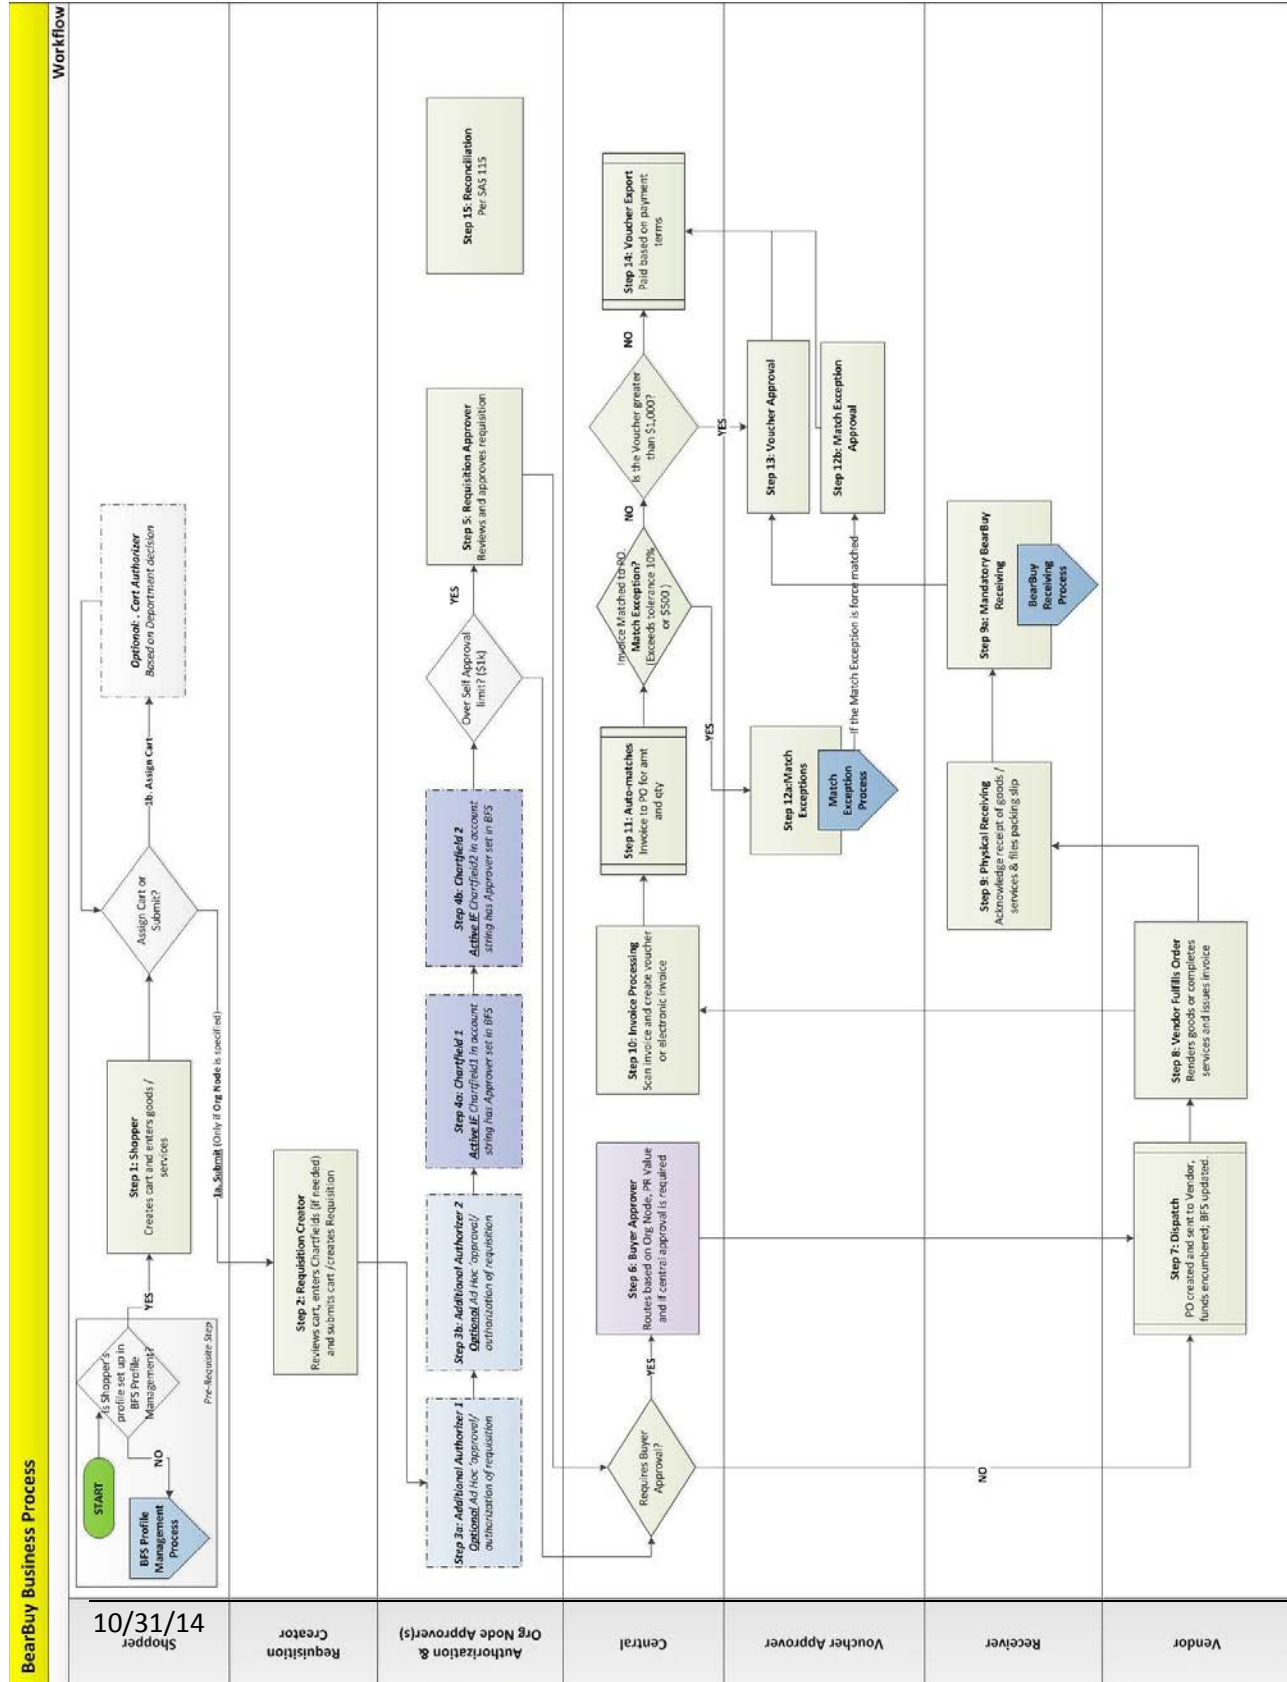 BearBuy Business Process
Workflow
10/31/14
Shopper
START
Is Shopper's
profile set up in
BFS Profile
Management?
Pre-Requisite Step
NO
BFS Profile
Management
Process
YES
Step 1: Shopper
Creates cart and enters goods /
services
Assign Cart or
Submit?
1b. Assign Cart
Optional: . Cart Authorizer
Based on Department decision
1a. Submit (Only if Org Node is specified)
Requisition
Creator
Step 2: Requisition Creator
Reviews cart, enters Chartfields (if needed)
and submits cart /creates Requisition
Authorization &
Org Node Approver(s)
Step 3a: Additional Authorizer 1
Optional Ad Hoc 'approval/
authorization of requisition
Step 3b: Additional Authorizer 2
Optional Ad Hoc 'approval/
authorization of requisition
Step 4a: Chartfield 1
Active IF Chartfield1 in account
string has Approver set in BFS
Step 4b: Chartfield 2
Active IF Chartfield2 in account
string has Approver set in BFS
Over Self Approval
limit? ($1k)
YES
Step 5: Requisition Approver
Reviews and approves requisition
Step 15: Reconciliation
Per SAS 115
Central
Requires Buyer
Approval?
YES
NO
Step 6: Buyer Approver
Routes based on Org Node, PR Value
and if central approval is required
Step 10: Invoice Processing
Scan invoice and create voucher
or electronic invoice
Step 11: Auto-matches
Invoice to PO for amt
and qty
Invoice Matched to PO.
Match Exception?
(Exceeds tolerance 10%
or $500 )
YES
NO
Is the Voucher greater
than $1,000?
YES
NO
Step 14: Voucher Export
Paid based on payment
terms
Voucher Approver
Step 12a:Match
Exceptions
Match
Exception
Process
If the Match Exception is force matched
Step 13: Voucher Approval
Step 12b: Match Exception
Approval
Receiver
Step 9: Physical Receiving
Acknowledge receipt of goods /
services & files packing slip
Step 9a: Mandatory BearBuy
Receiving
BearBuy
Receiving
Process
Vendor
Step 7: Dispatch
PO created and sent to Vendor,
funds encumbered; BFS updated.
Step 8: Vendor Fulfills Order
Renders goods or completes
services and issues invoice